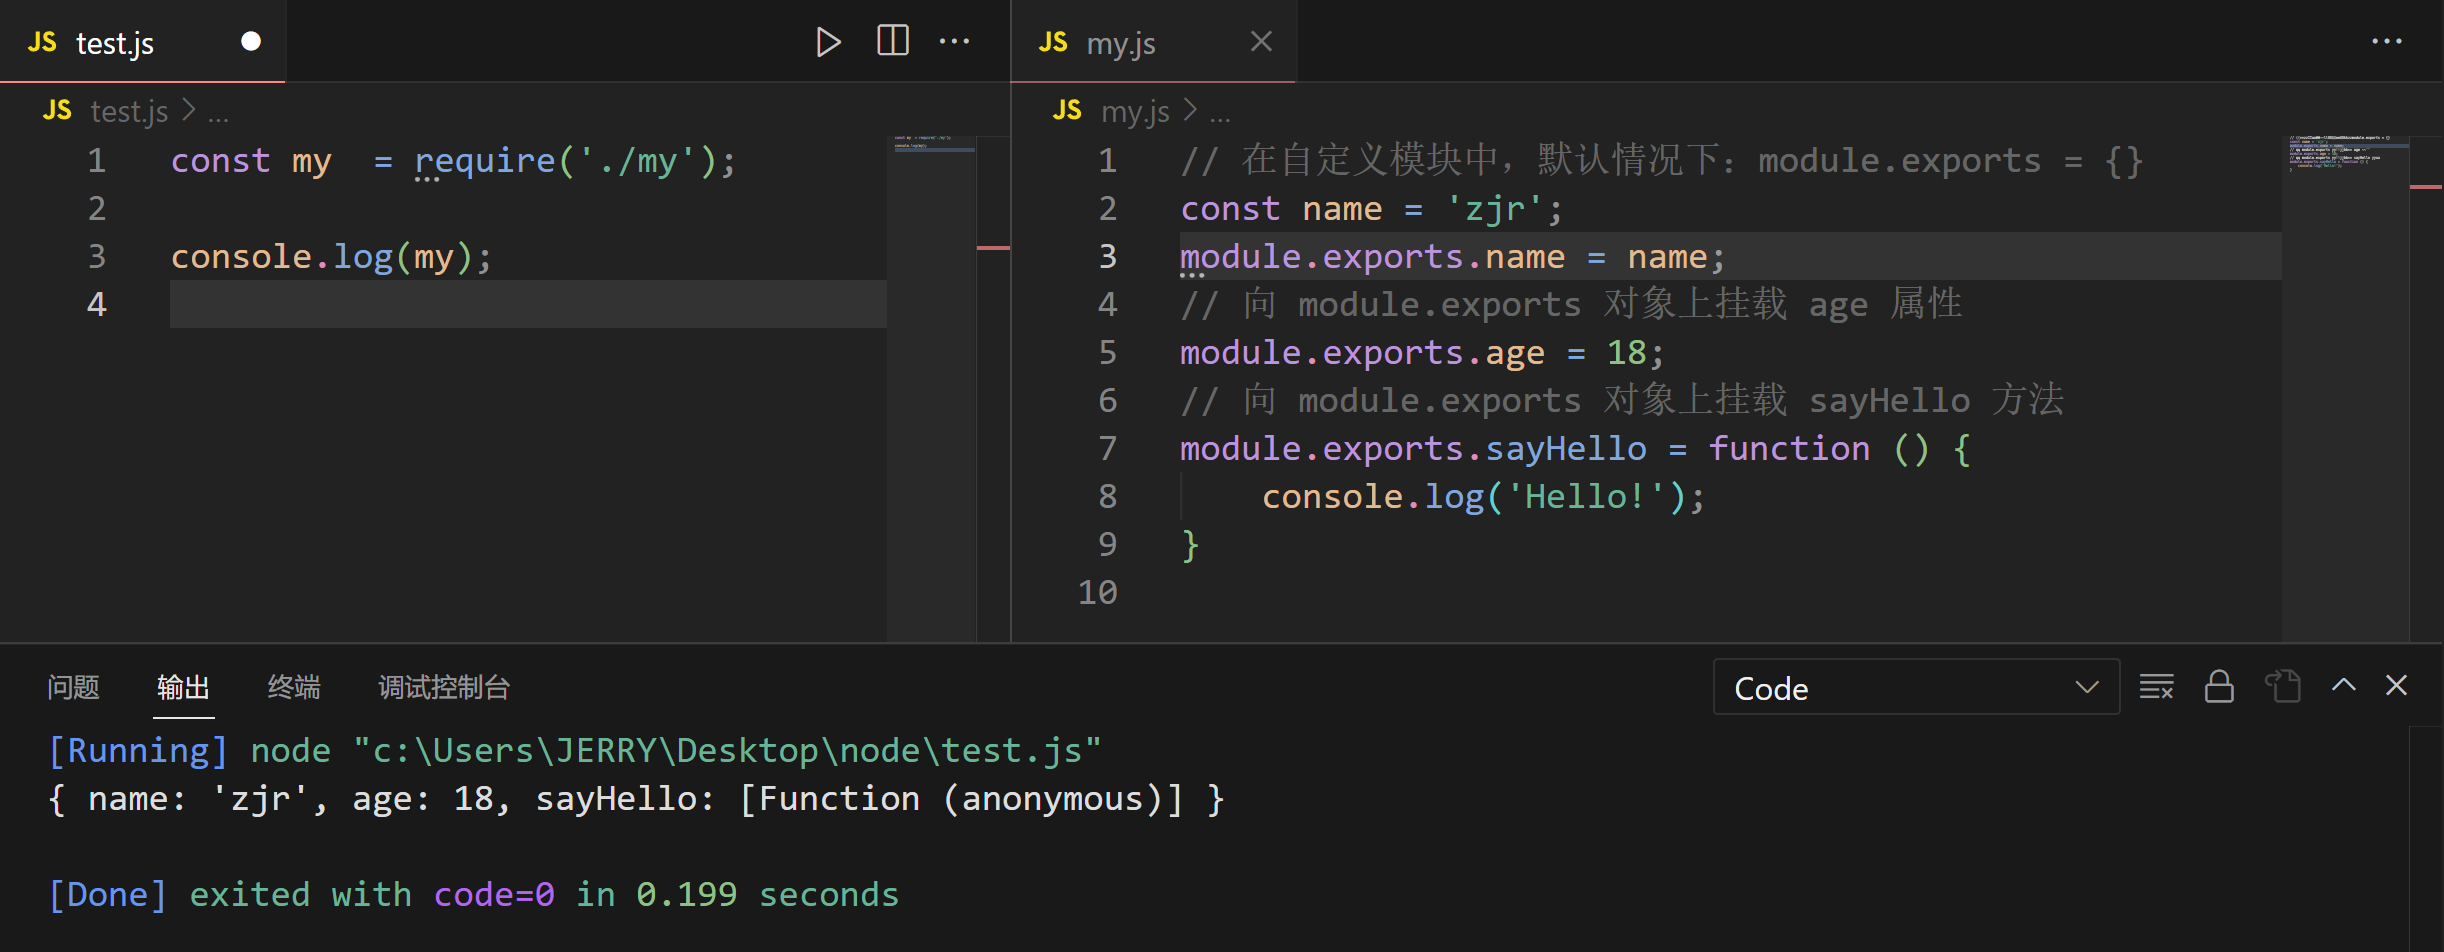 JS test.js
JS test.js > ...
1 const my  = require('./my');
2
3 console.log(my);
4
JS my.js
JS my.js > ...
1 // 在自定义模块中，默认情况下：module.exports = {}
2 const name = 'zjr';
3 module.exports.name = name;
4 // 向 module.exports 对象上挂载 age 属性
5 module.exports.age = 18;
6 // 向 module.exports 对象上挂载 sayHello 方法
7 module.exports.sayHello = function () {
8     console.log('Hello!');
9 }
10
问题 输出 终端 调试控制台 Code
[Running] node "c:\Users\JERRY\Desktop\node\test.js"
{ name: 'zjr', age: 18, sayHello: [Function (anonymous)] }
[Done] exited with code=0 in 0.199 seconds